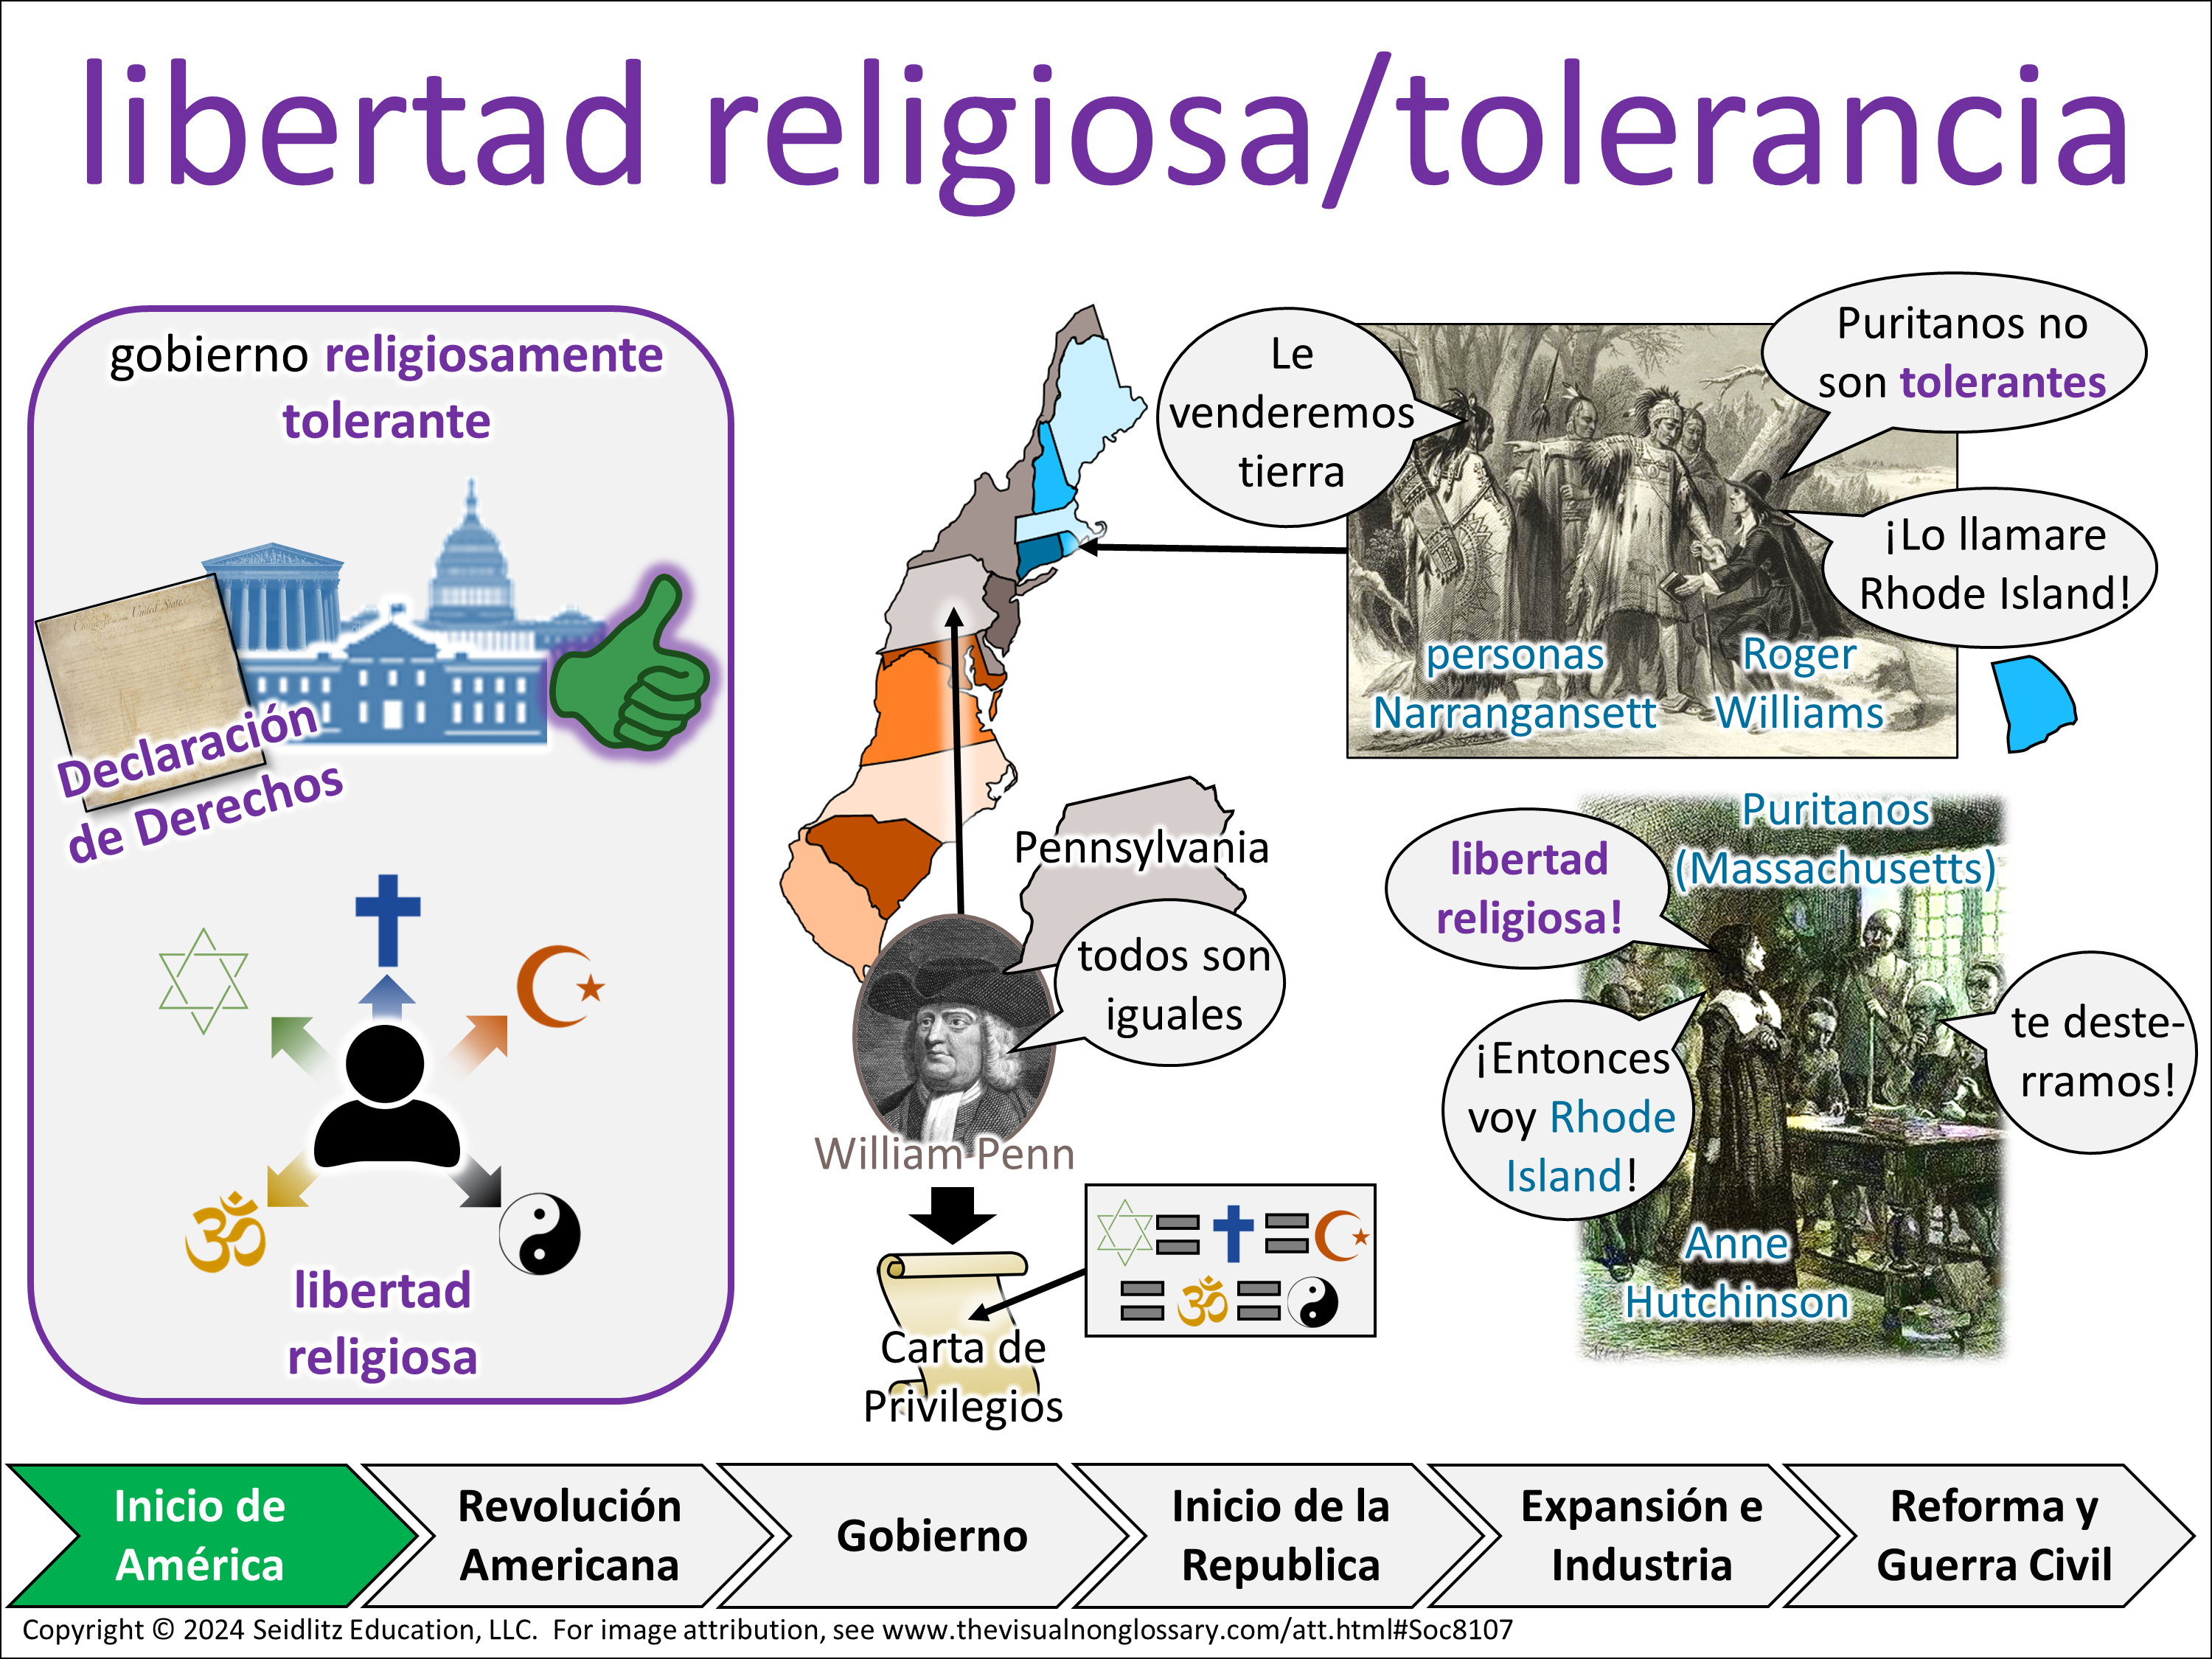 libertad religiosa/tolerancia
gobierno religiosamente
tolerante
United States
Declaración
de Derechos
libertad
religiosa
Le
venderemos
tierra
Puritanos no
son tolerantes
¡Lo llamare
Rhode Island!
personas
Narrangansett
Roger
Williams
Pennsylvania
todos son
iguales
William Penn
Carta de
Privilegios
Puritanos
(Massachusetts)
libertad
religiosa!
te deste-
rramos!
¡Entonces
voy Rhode
Island!
Anne
Hutchinson
Inicio de
América
Revolución
Americana
Gobierno
Inicio de la
Republica
Expansión e
Industria
Reforma y
Guerra Civil
Copyright © 2024 Seidlitz Education, LLC.  For image attribution, see www.thevisualnonglossary.com/att.html#Soc8107